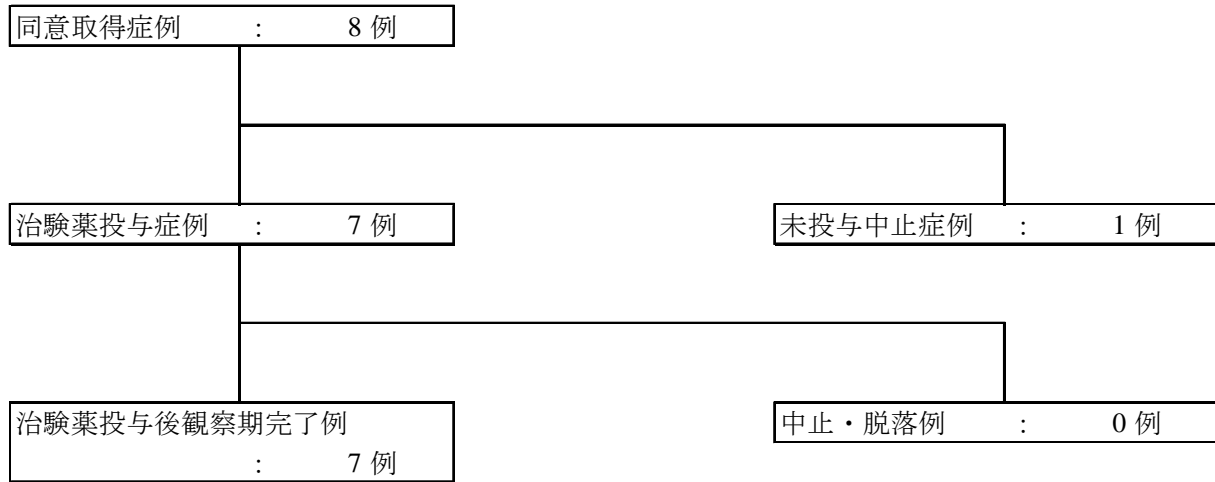 同意取得症例 : 8 例
治験薬投与症例 : 7 例
未投与中止症例 : 1 例
治験薬投与後観察期完了例
: 7 例
中止・脱落例 : 0 例